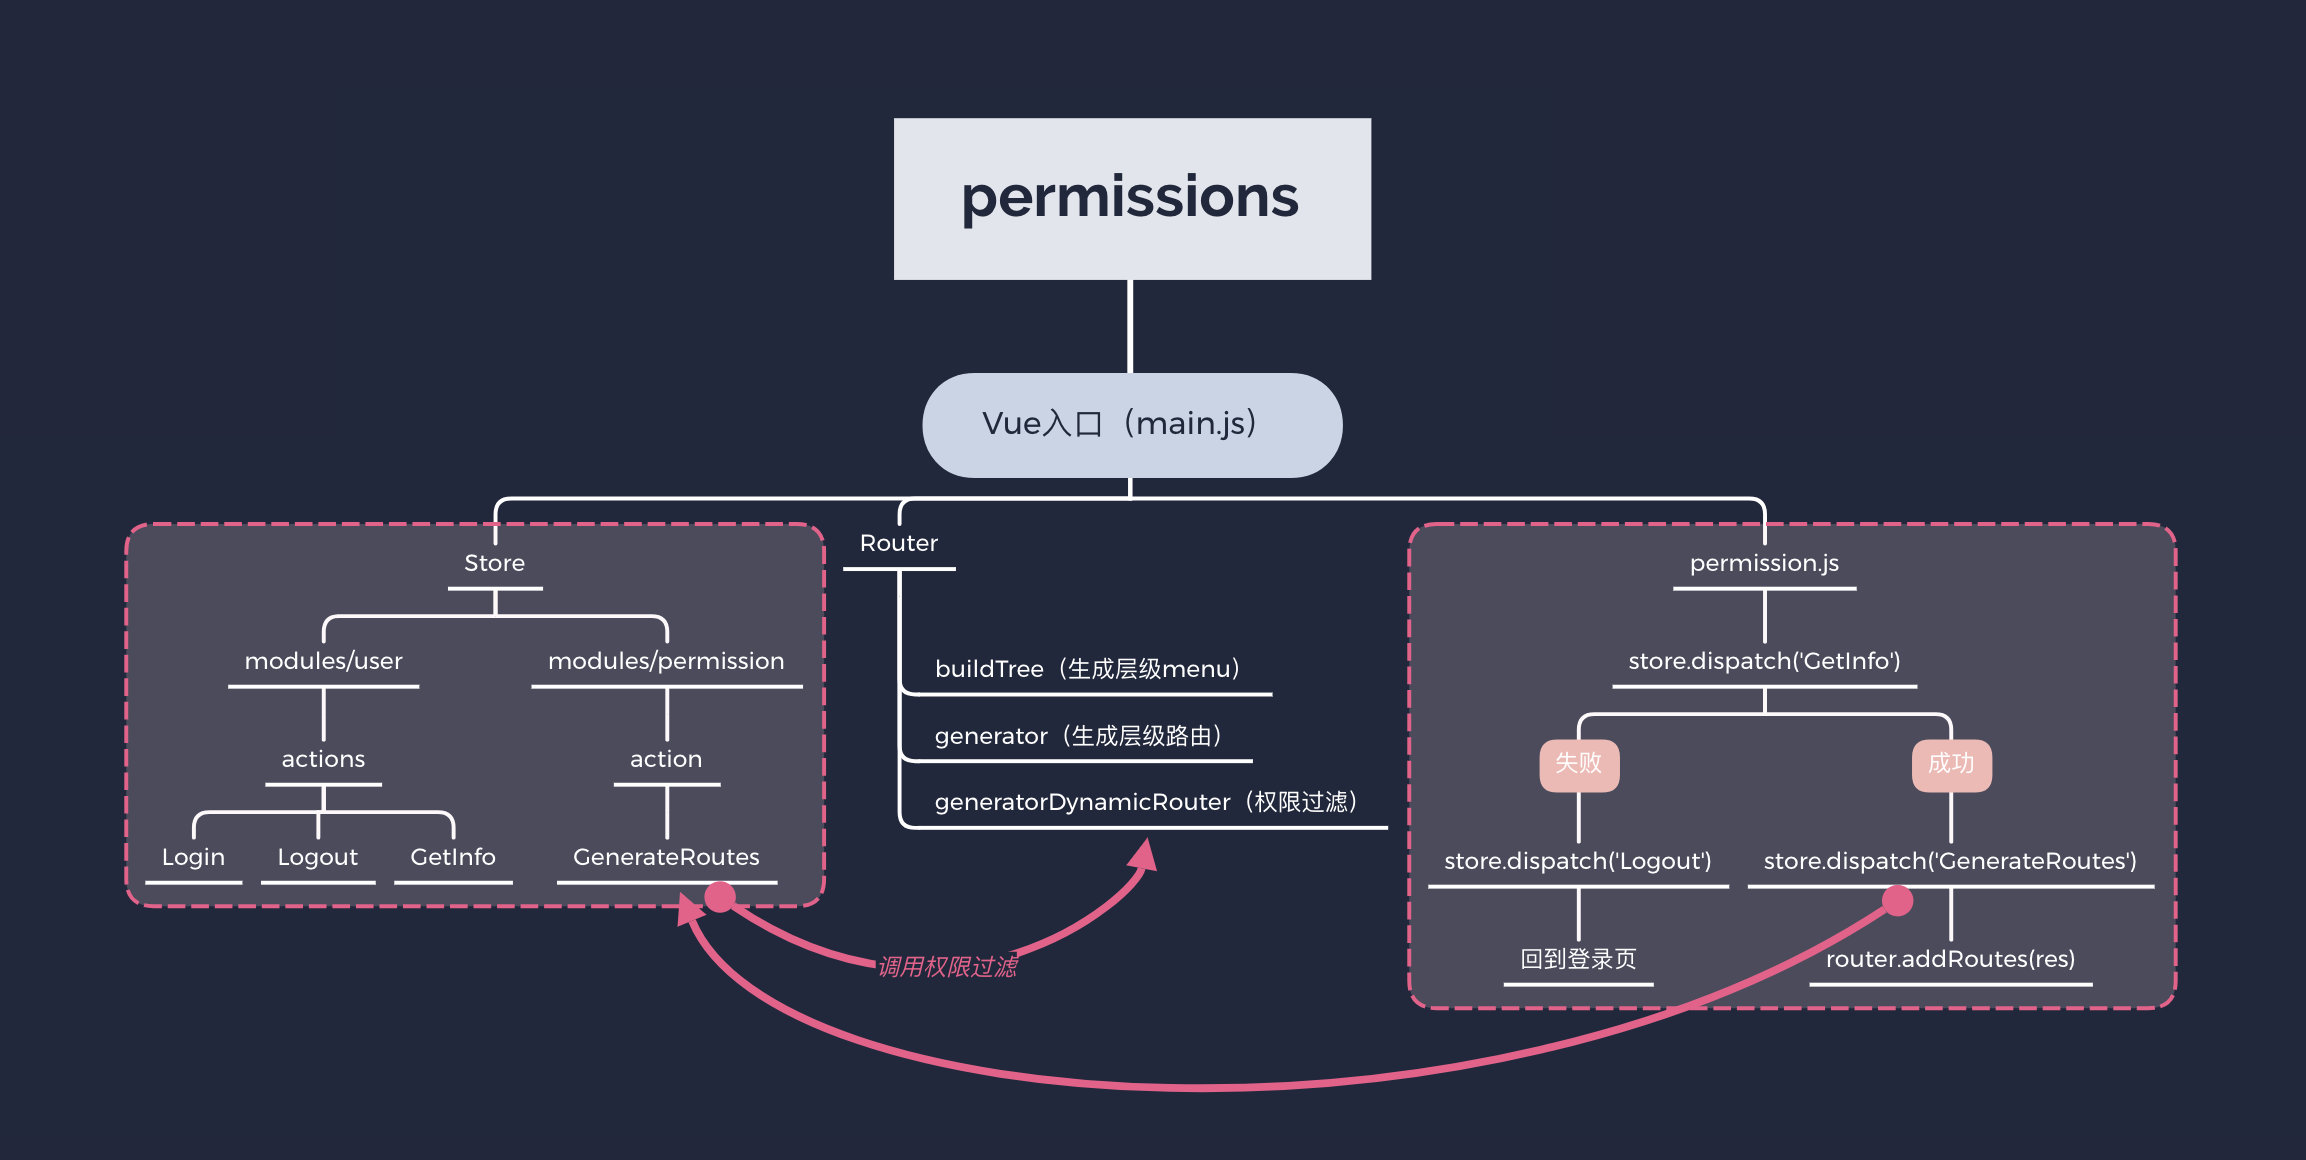 permissions
Vue入口（main.js）
Store
modules/user
modules/permission
actions
action
Login
Logout
GetInfo
GenerateRoutes
Router
buildTree（生成层级menu）
generator（生成层级路由）
generatorDynamicRouter（权限过滤）
调用权限过滤
permission.js
store.dispatch('GetInfo')
失败
成功
store.dispatch('Logout')
store.dispatch('GenerateRoutes')
回到登录页
router.addRoutes(res)